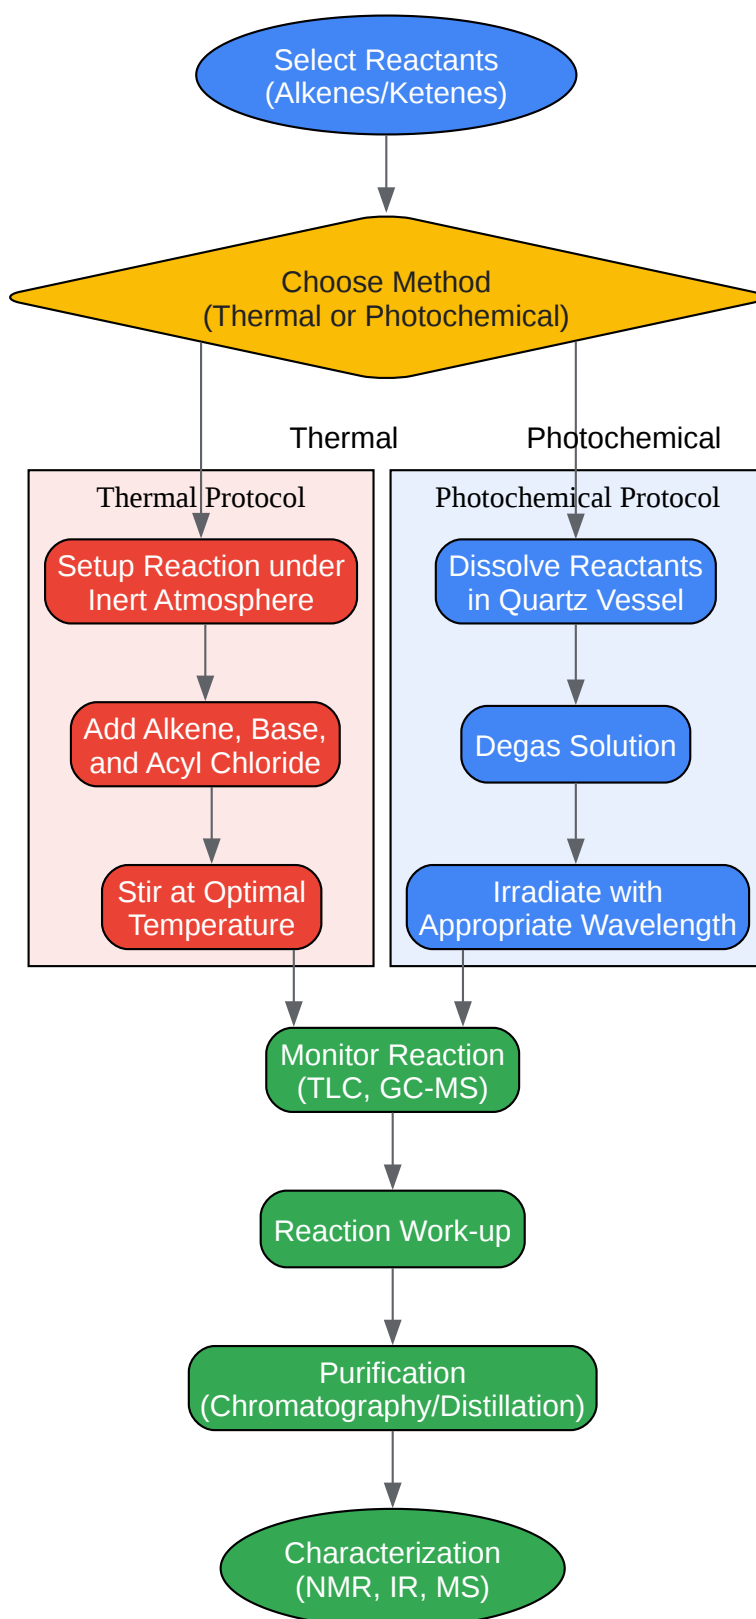 Select Reactants
(Alkenes/Ketenes)
Choose Method
(Thermal or Photochemical)
Thermal
Photochemical
Thermal Protocol
Setup Reaction under
Inert Atmosphere
Add Alkene, Base,
and Acyl Chloride
Stir at Optimal
Temperature
Photochemical Protocol
Dissolve Reactants
in Quartz Vessel
Degas Solution
Irradiate with
Appropriate Wavelength
Monitor Reaction
(TLC, GC-MS)
Reaction Work-up
Purification
(Chromatography/Distillation)
Characterization
(NMR, IR, MS)